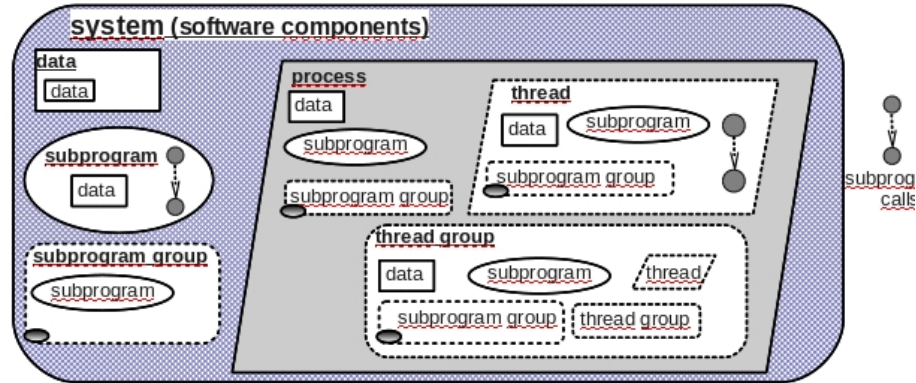 system (software components)
data
data
subprogram
data
subprogram group
subprogram
process
data
subprogram
subprogram group
thread
data
subprogram
subprogram group
thread group
data
subprogram
thread
subprogram group
thread group
subprog
calls